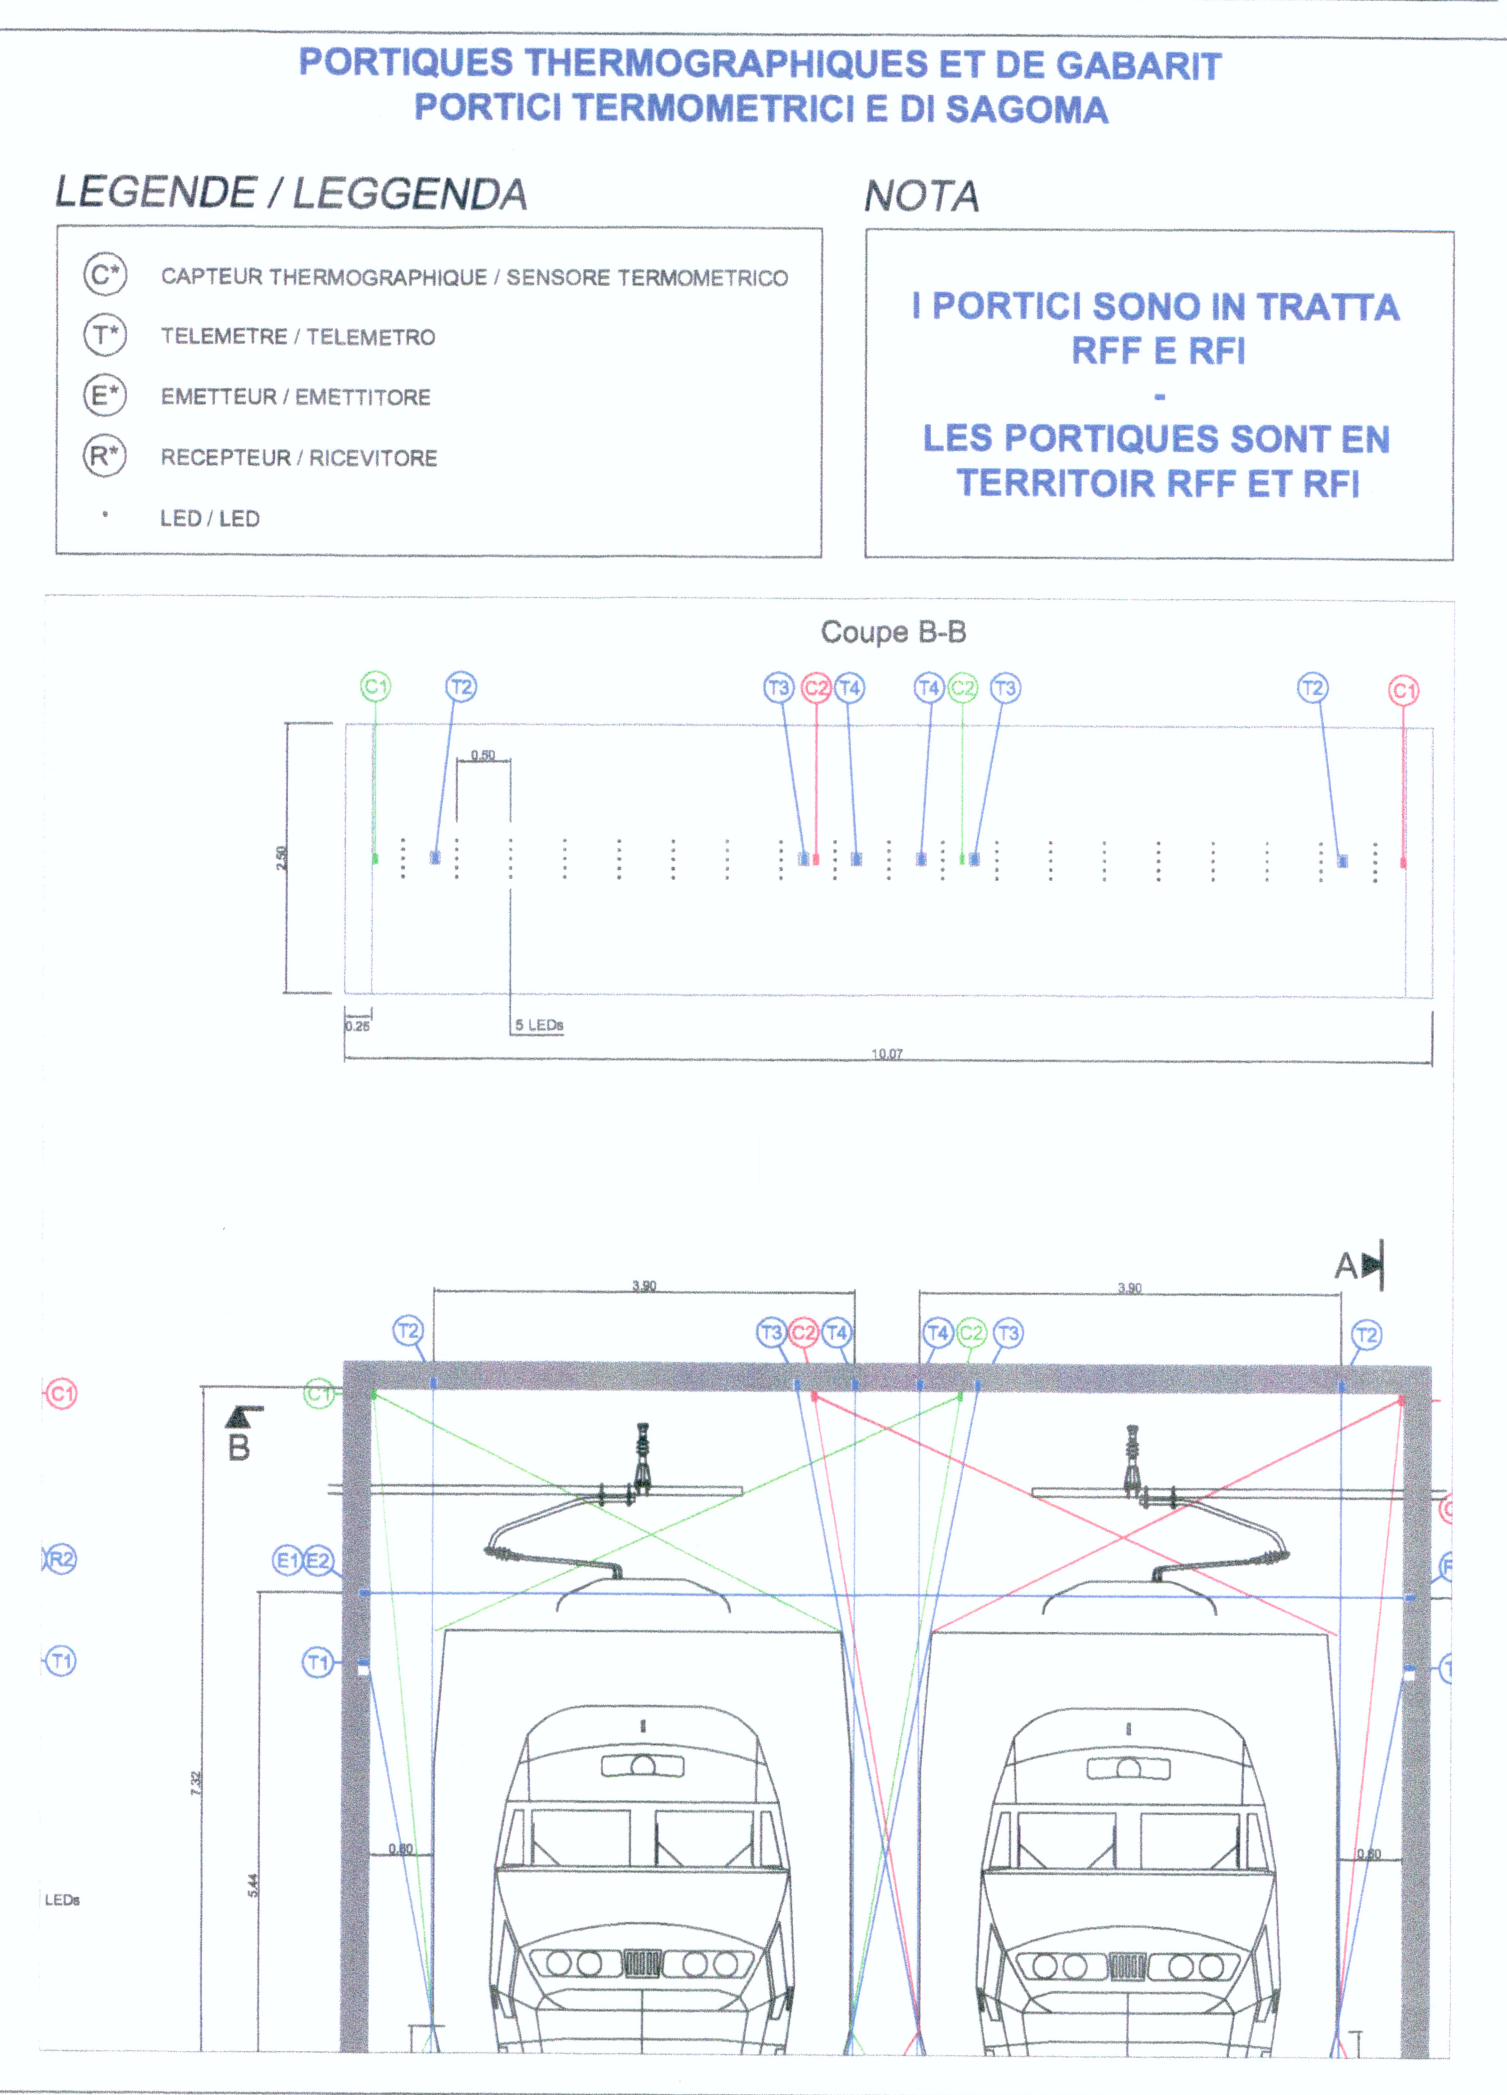 PORTIQUES THERMOGRAPHIQUES ET DE GABARIT
PORTICI TERMOMETRICI E DI SAGOMA
LEGENDE / LEGGENDA
C* CAPTEUR THERMOGRAPHIQUE / SENSORE TERMOMETRICO
T* TELEMETRE / TELEMETRO
E* EMETTEUR / EMETTITORE
R* RECEPTEUR / RICEVITORE
LED / LED
NOTA
I PORTICI SONO IN TRATTA
RFF E RFI
-
LES PORTIQUES SONT EN
TERRITOIR RFF ET RFI
Coupe B-B
C1 T2 T3 C2 T4 T4 C2 T3 T2 C1
0.50
2.50
0.25
5 LEDs
10.07
A
3.90 3.90
T2 T3 C2 T4 T4 C2 T3 T2
C1 C1
B
R2 E1 E2
T1 T1
7.32
5.44
0.60 0.60
LEDs